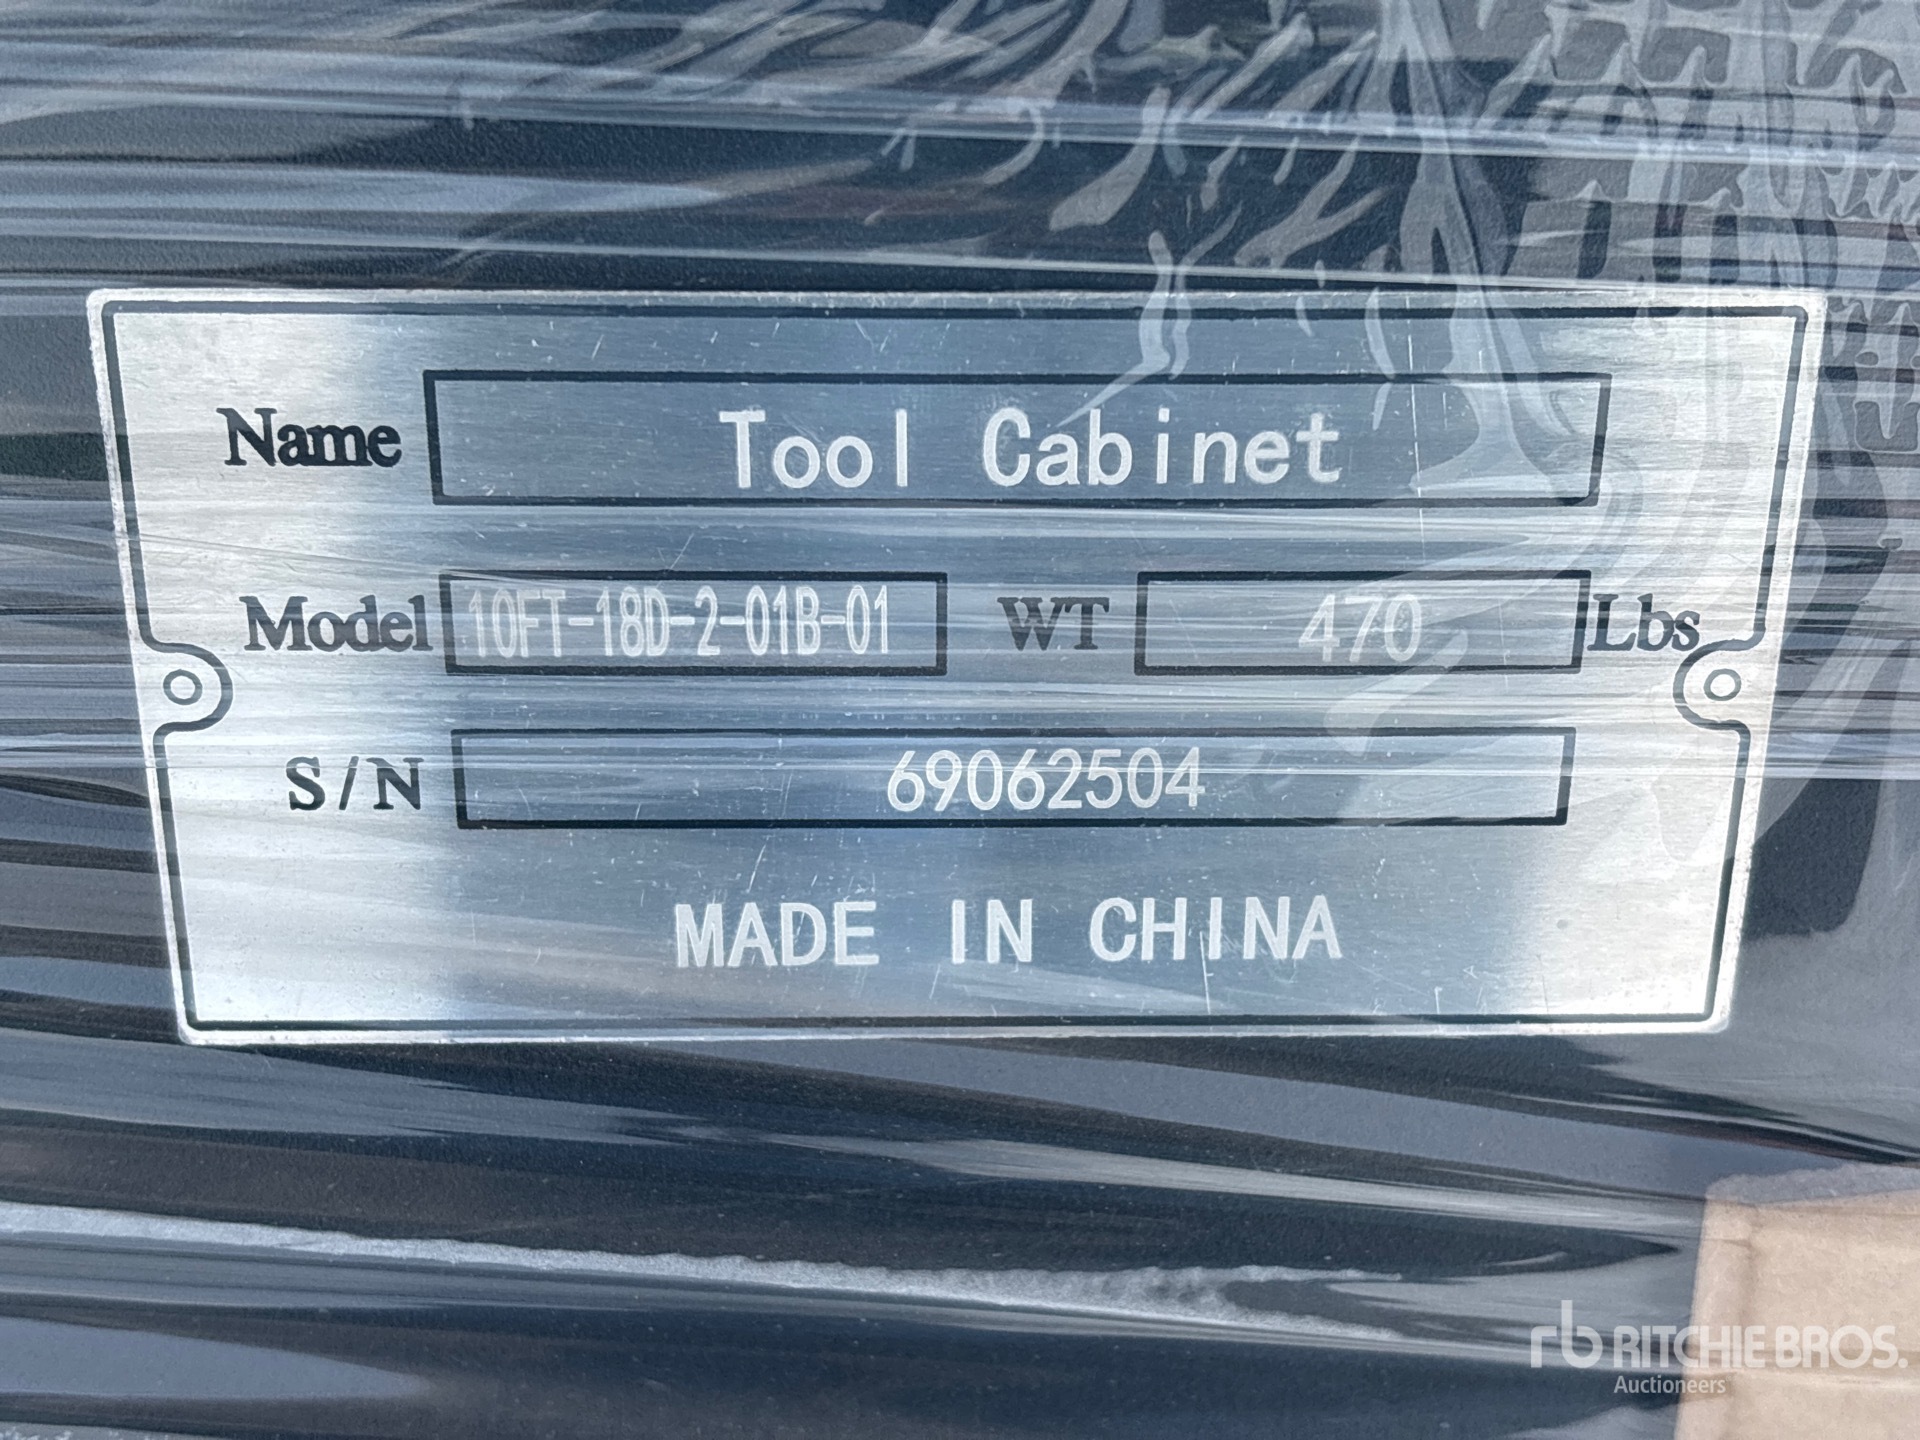 Name Tool Cabinet
Model 10FT-18D-2-01B-01 WT 470 Lbs
S/N 69062504
MADE IN CHINA
rb RITCHIE BROS.
Auctioneers